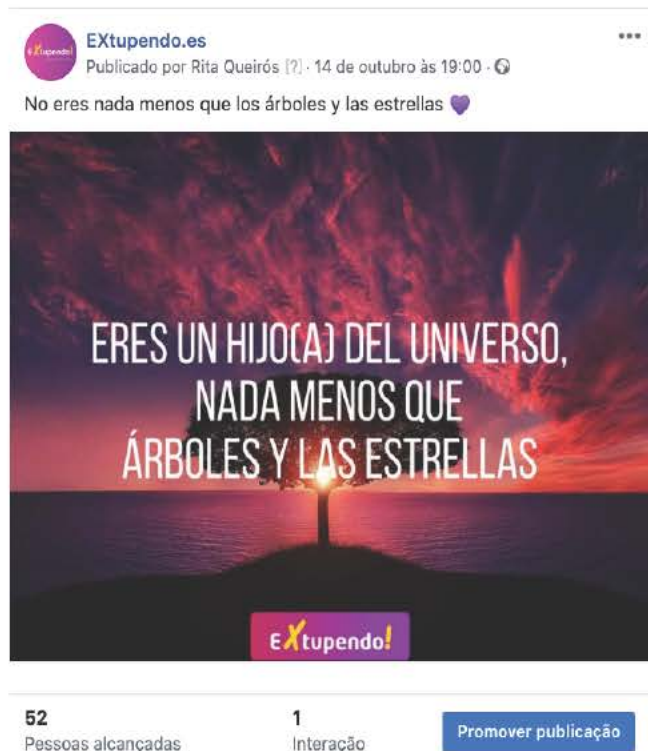 EXtupendo!
EXtupendo.es
Publicado por Rita Queirós [?] · 14 de outubro às 19:00 ·
No eres nada menos que los árboles y las estrellas 💜
ERES UN HIJO(A) DEL UNIVERSO,
NADA MENOS QUE
ÁRBOLES Y LAS ESTRELLAS
EXtupendo!
52
Pessoas alcançadas
1
Interação
Promover publicação